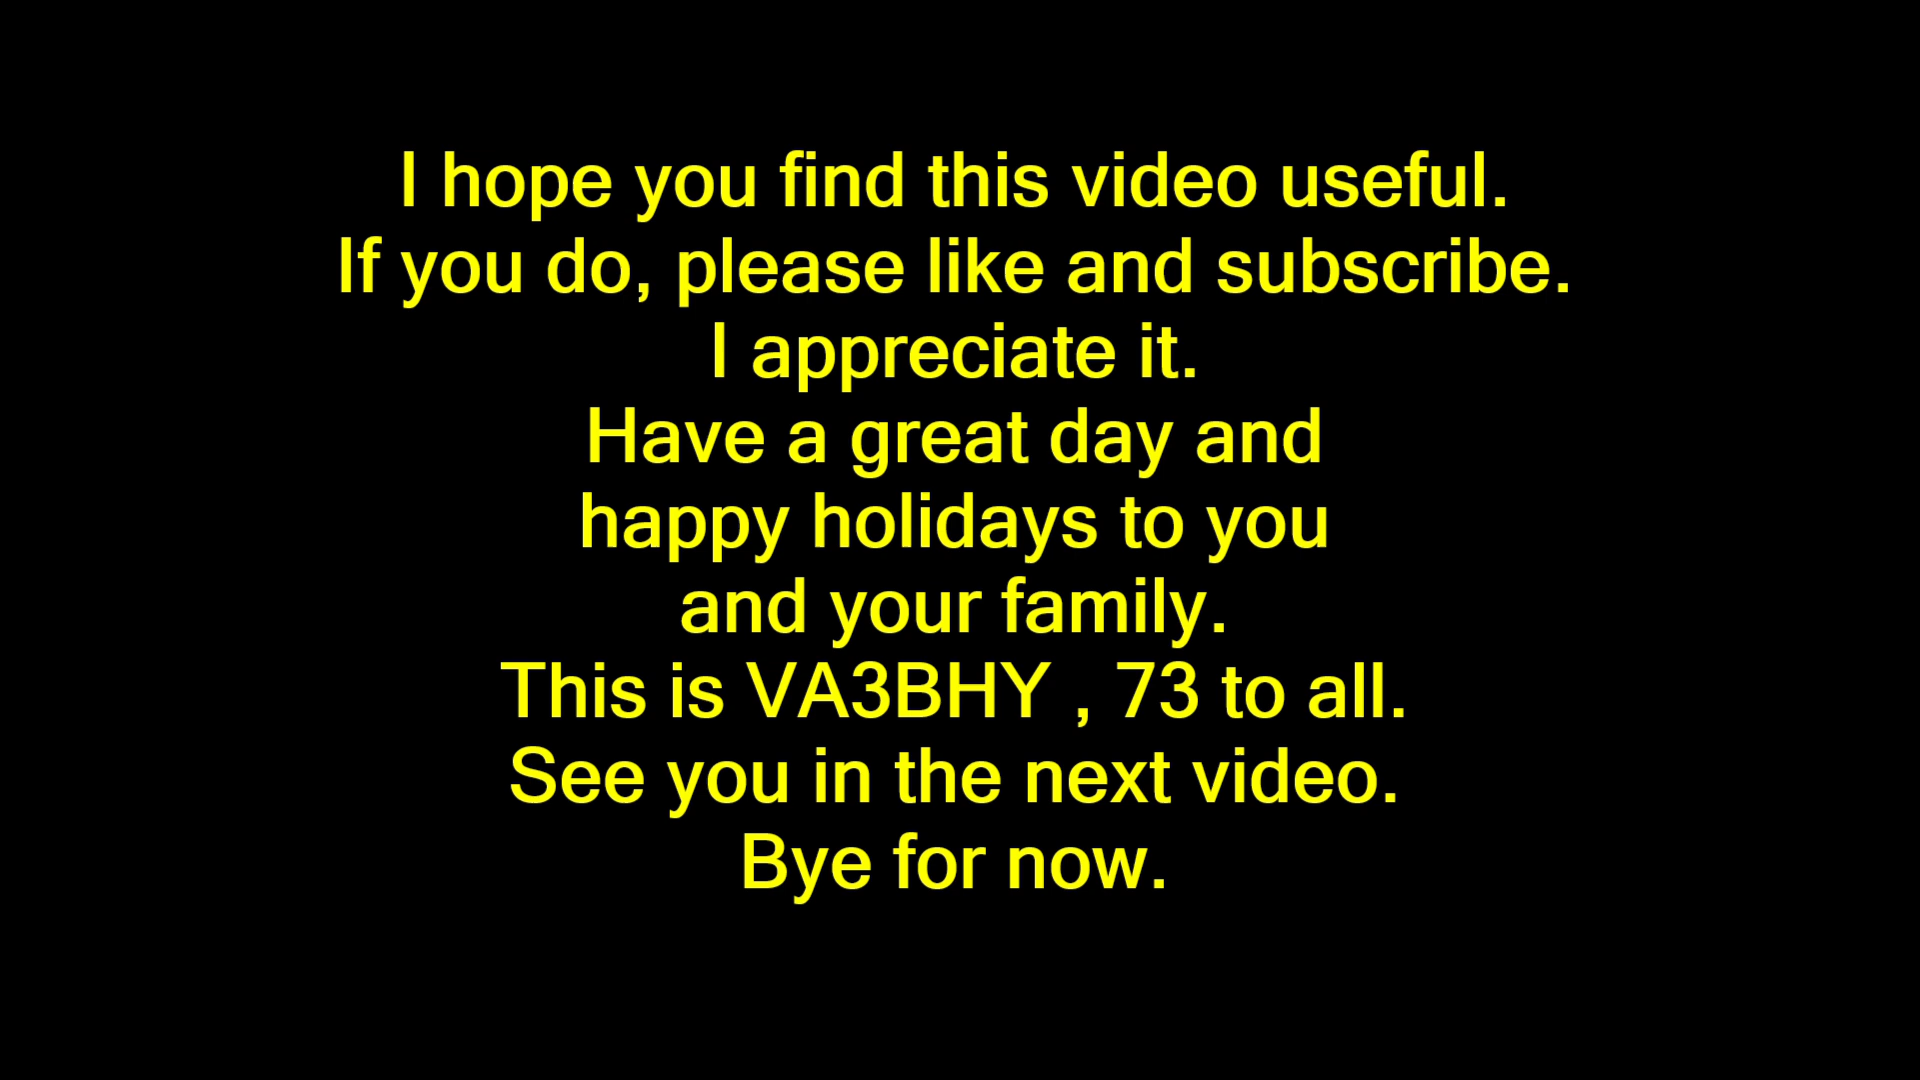 I hope you find this video useful.
If you do, please like and subscribe.
I appreciate it.
Have a great day and
happy holidays to you
and your family.
This is VA3BHY , 73 to all.
See you in the next video.
Bye for now.